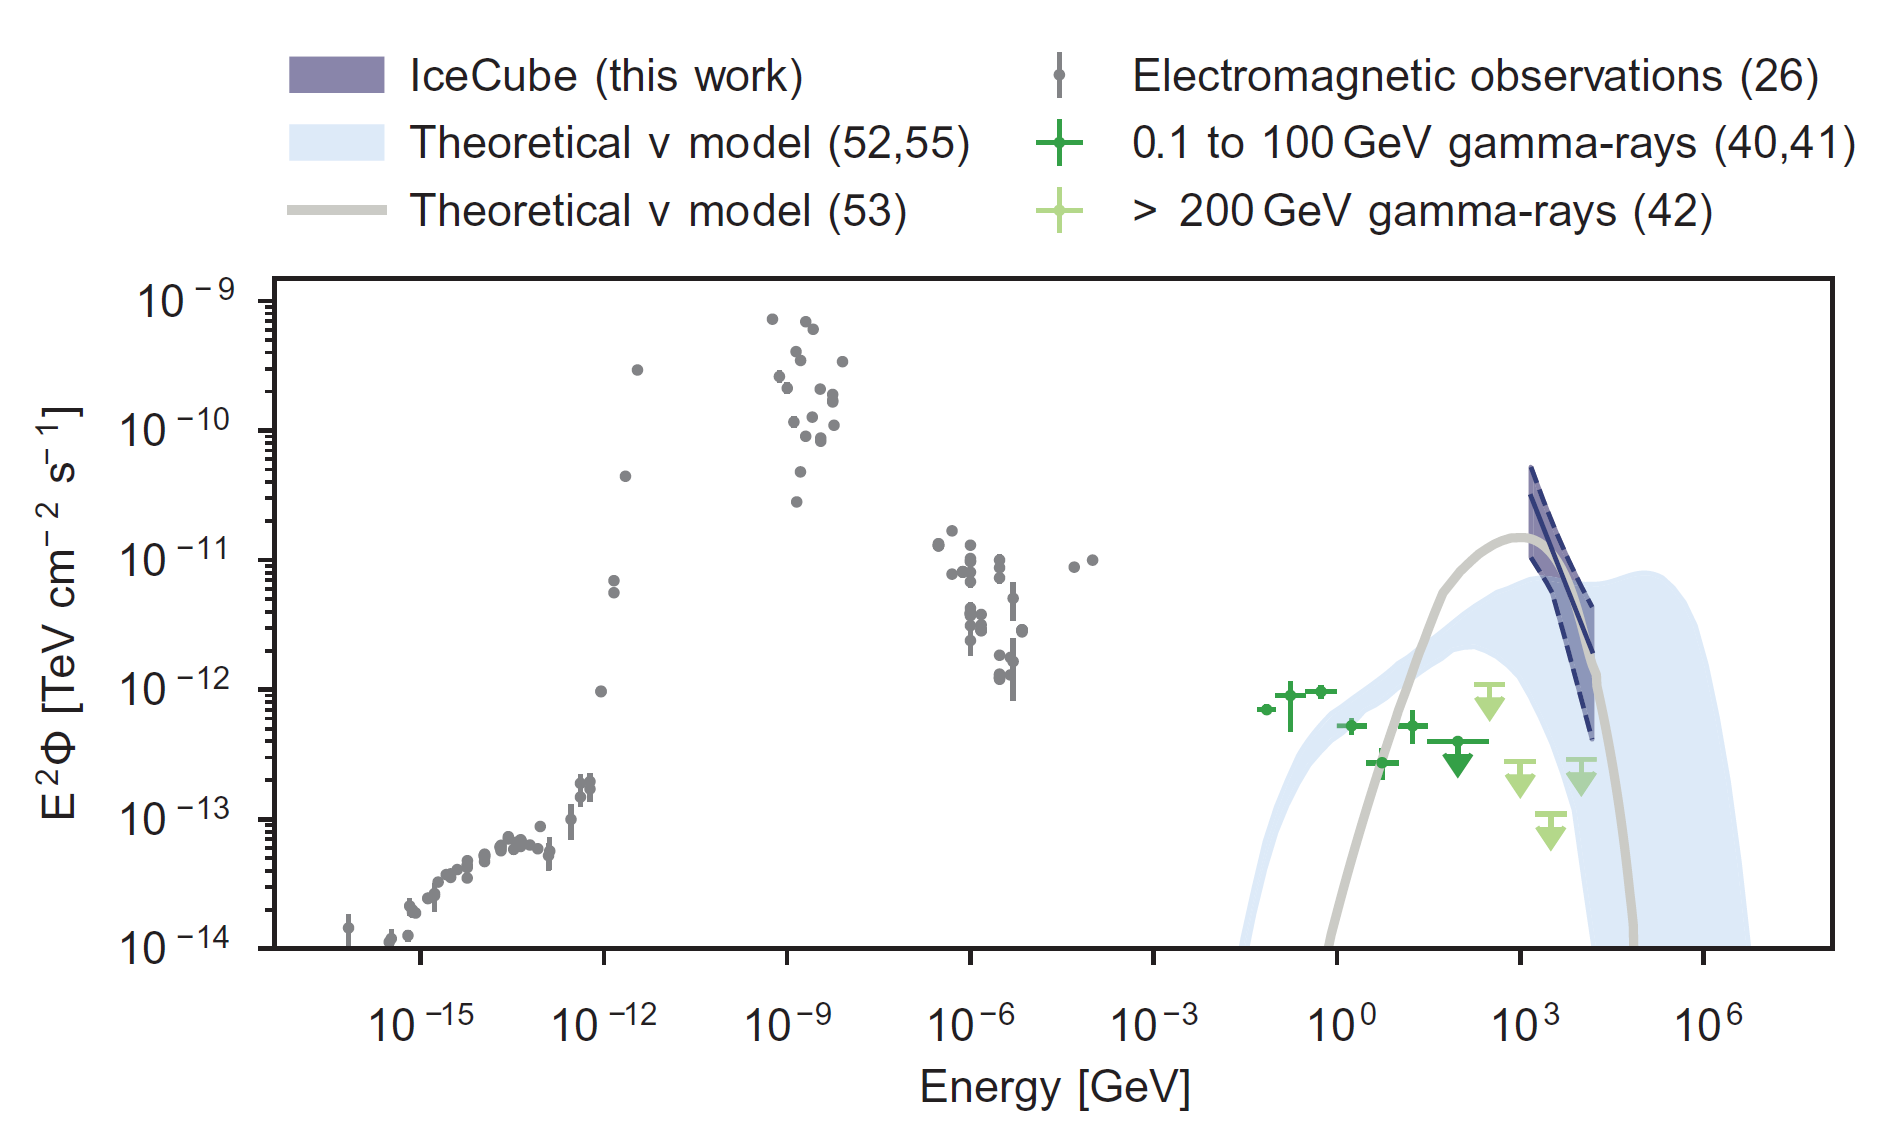 IceCube (this work)
Theoretical ν model (52,55)
Theoretical ν model (53)
Electromagnetic observations (26)
0.1 to 100 GeV gamma-rays (40,41)
> 200 GeV gamma-rays (42)
E² Φ [TeV cm⁻² s⁻¹]
10⁻⁹
10⁻¹⁰
10⁻¹¹
10⁻¹²
10⁻¹³
10⁻¹⁴
10⁻¹⁵ 10⁻¹² 10⁻⁹ 10⁻⁶ 10⁻³ 10⁰ 10³ 10⁶
Energy [GeV]